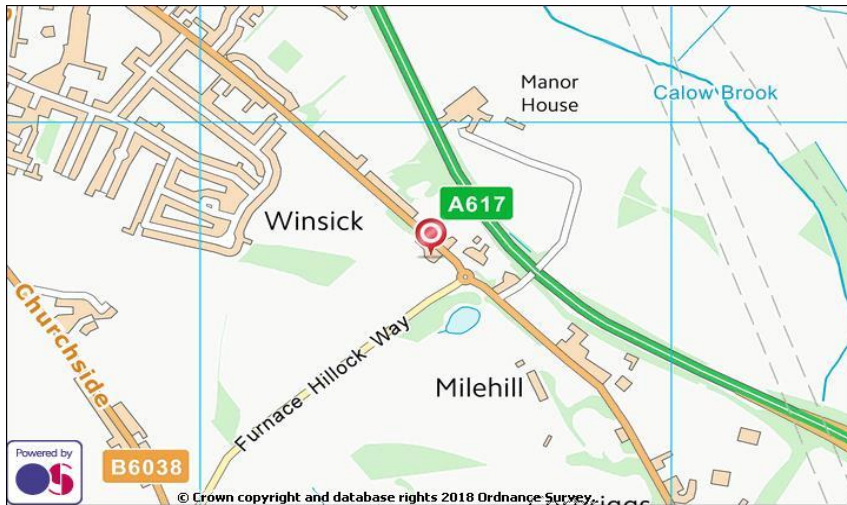 Manor
House
Calow Brook
A617
Winsick
Churchside
Furnace Hillock Way
Milehill
B6038
Powered by
OS
© Crown copyright and database rights 2018 Ordnance Survey.